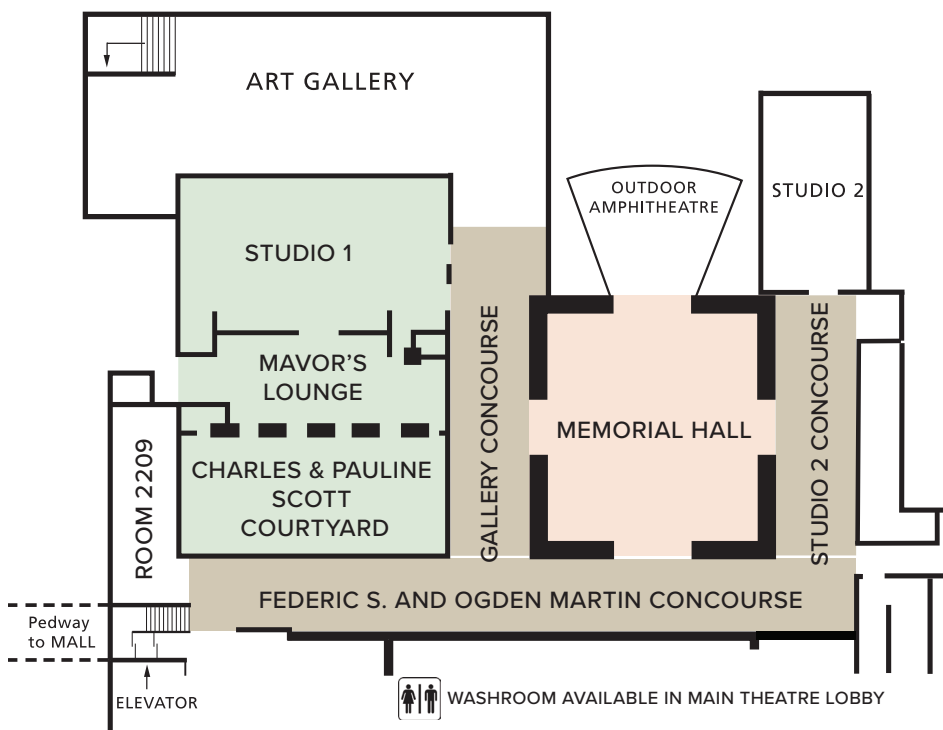 ART GALLERY
OUTDOOR
AMPHITHEATRE
STUDIO 2
STUDIO 1
MAVOR'S
LOUNGE
GALLERY CONCOURSE
MEMORIAL HALL
STUDIO 2 CONCOURSE
ROOM 2209
CHARLES & PAULINE
SCOTT
COURTYARD
FEDERIC S. AND OGDEN MARTIN CONCOURSE
Pedway
to MALL
ELEVATOR
WASHROOM AVAILABLE IN MAIN THEATRE LOBBY